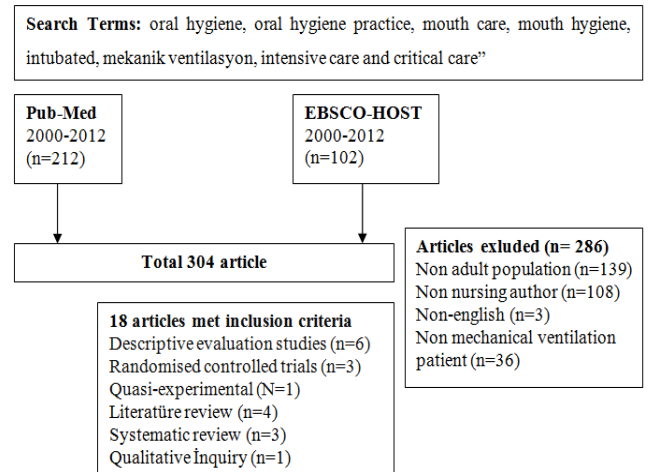 Search Terms: oral hygiene, oral hygiene practice, mouth care, mouth hygiene,
intubated, mekanik ventilasyon, intensive care and critical care”
Pub-Med
2000-2012
(n=212)
EBSCO-HOST
2000-2012
(n=102)
Total 304 article
Articles exluded (n= 286)
Non adult population (n=139)
Non nursing author (n=108)
Non-english (n=3)
Non mechanical ventilation
patient (n=36)
18 articles met inclusion criteria
Descriptive evaluation studies (n=6)
Randomised controlled trials (n=3)
Quasi-experimental (N=1)
Literatüre review (n=4)
Systematic review (n=3)
Qualitative İnquiry (n=1)